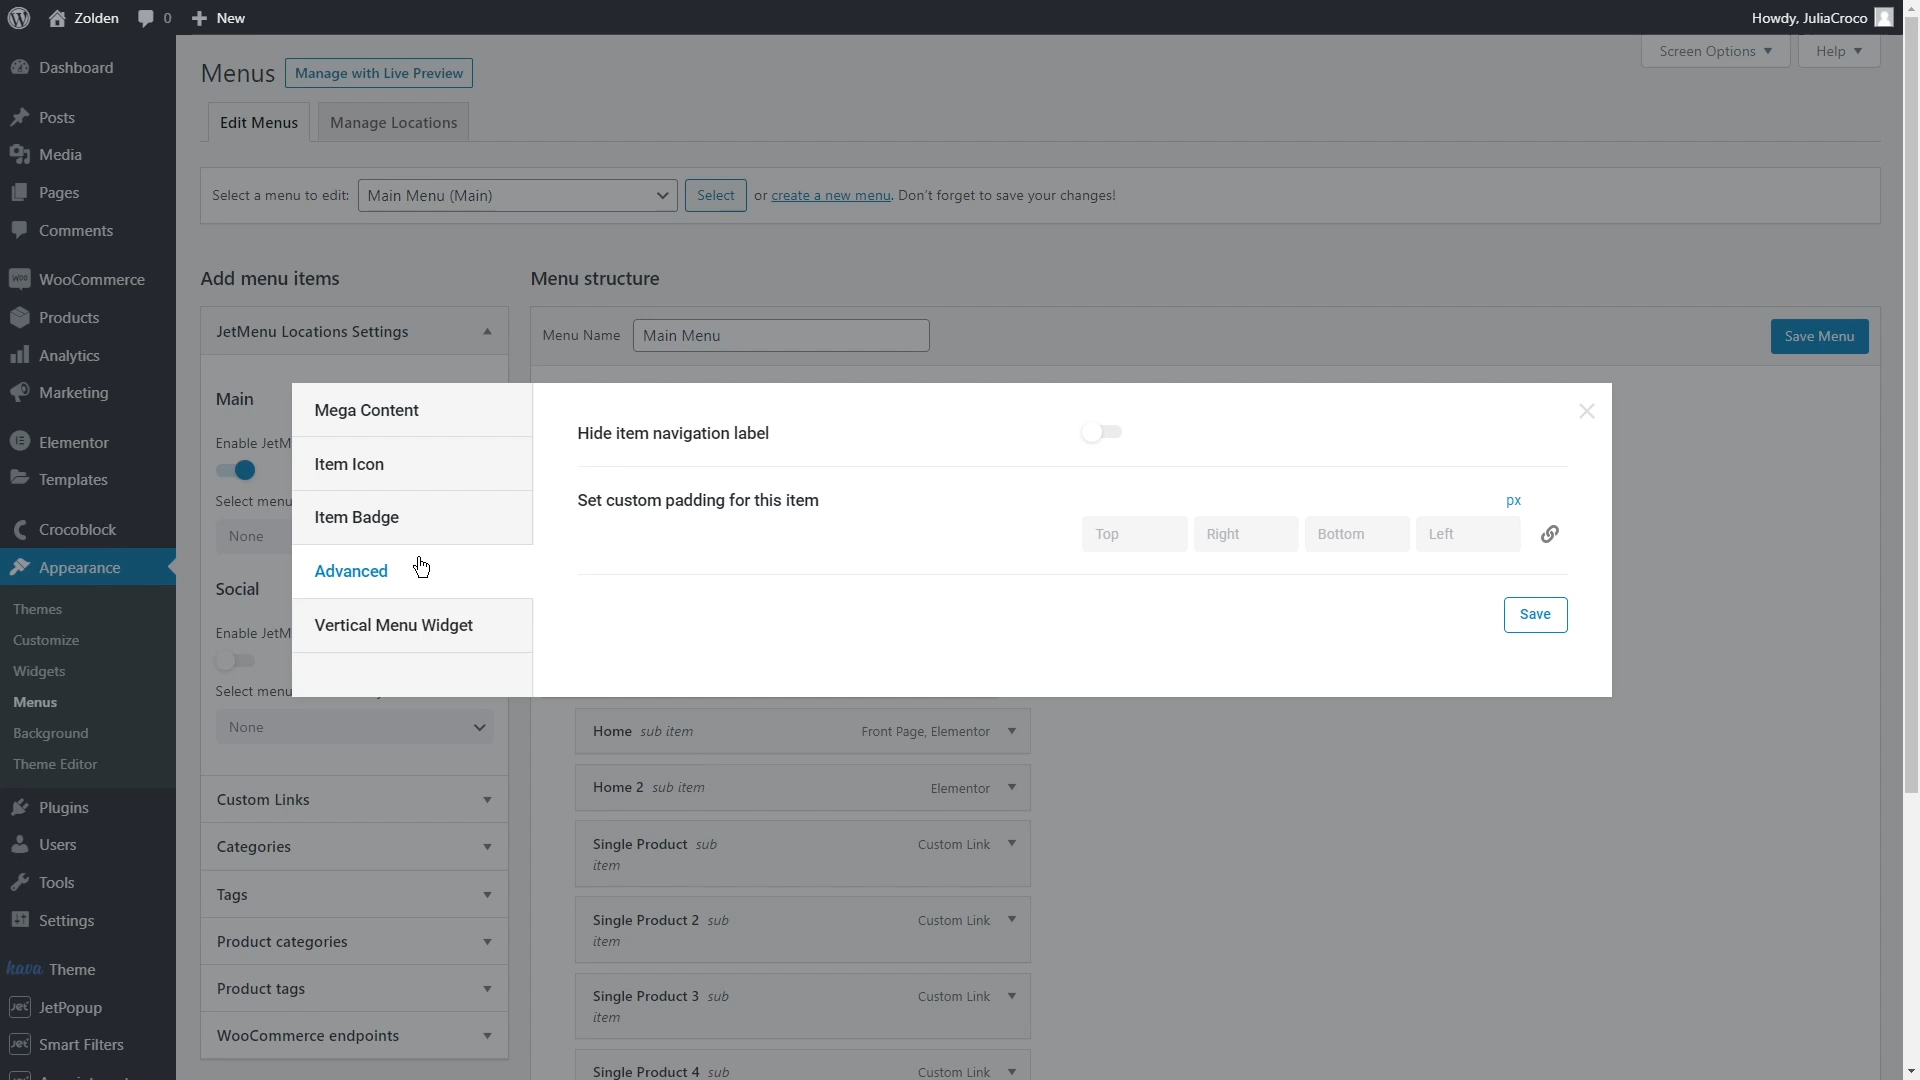 Zolden
0
New
Howdy, JuliaCroco
Dashboard
Posts
Media
Pages
Comments
WooCommerce
Products
Analytics
Marketing
Elementor
Templates
Crocoblock
Appearance
Themes
Customize
Widgets
Menus
Background
Theme Editor
Plugins
Users
Tools
Settings
kava Theme
Jet JetPopup
Jet Smart Filters
Screen Options
Help
Menus
Manage with Live Preview
Edit Menus
Manage Locations
Select a menu to edit: Main Menu (Main) Select or create a new menu. Don't forget to save your changes!
Add menu items
JetMenu Locations Settings
Main
Enable JetM
Select menu
None
Social
Enable JetM
Select menu
None
Custom Links
Categories
Tags
Product categories
Product tags
WooCommerce endpoints
Menu structure
Menu Name Main Menu
Save Menu
Mega Content
Item Icon
Item Badge
Advanced
Vertical Menu Widget
Hide item navigation label
Set custom padding for this item
px
Top Right Bottom Left
Save
Home sub item Front Page, Elementor
Home 2 sub item Elementor
Single Product sub Custom Link
item
Single Product 2 sub Custom Link
item
Single Product 3 sub Custom Link
item
Single Product 4 sub Custom Link